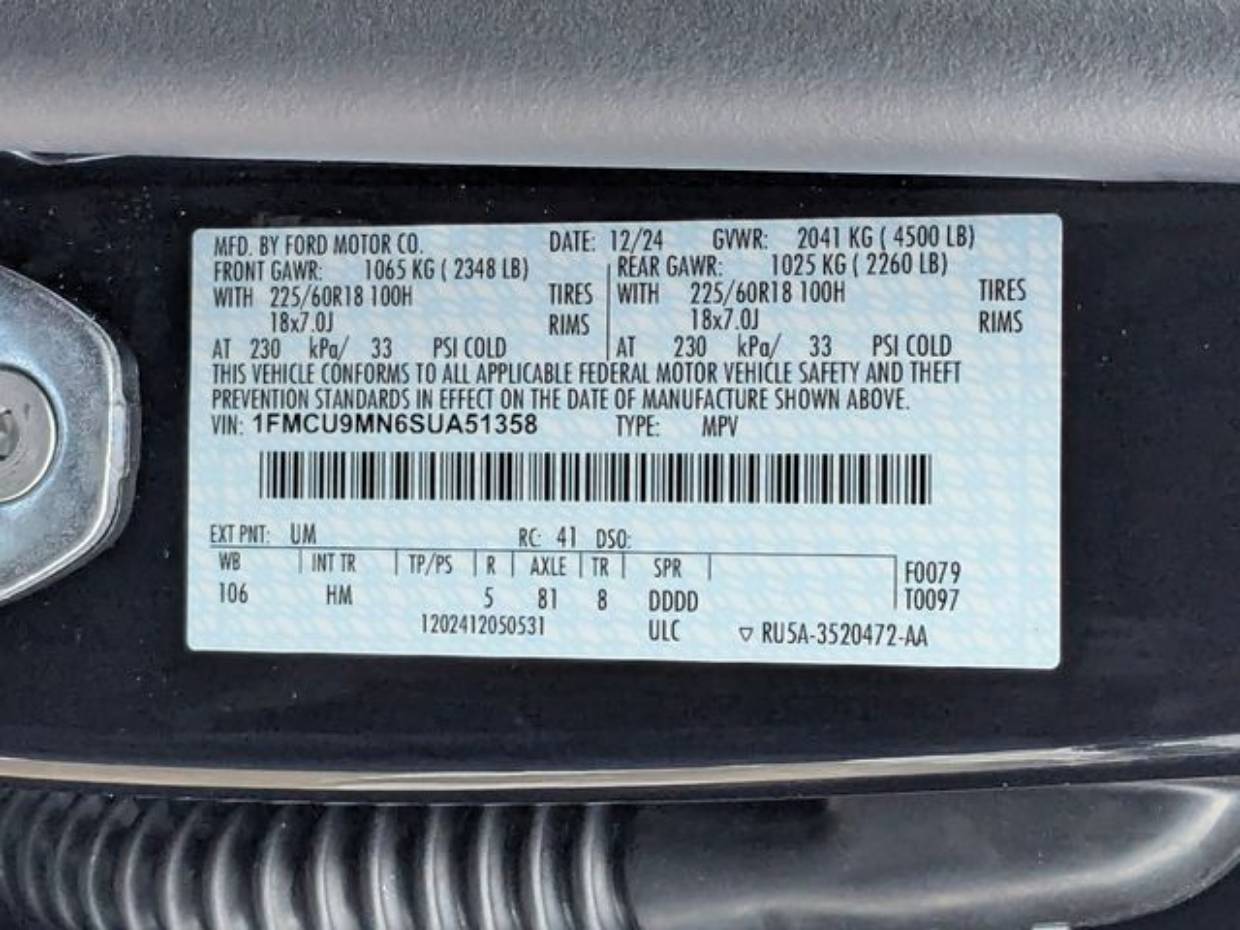 MFD. BY FORD MOTOR CO. DATE: 12/24 GVWR: 2041 KG ( 4500 LB)
FRONT GAWR: 1065 KG ( 2348 LB) REAR GAWR: 1025 KG ( 2260 LB)
WITH 225/60R18 100H TIRES WITH 225/60R18 100H TIRES
18x7.0J RIMS 18x7.0J RIMS
AT 230 kPa/ 33 PSI COLD AT 230 kPa/ 33 PSI COLD
THIS VEHICLE CONFORMS TO ALL APPLICABLE FEDERAL MOTOR VEHICLE SAFETY AND THEFT
PREVENTION STANDARDS IN EFFECT ON THE DATE OF MANUFACTURE SHOWN ABOVE.
VIN: 1FMCU9MN6SUA51358 TYPE: MPV
EXT PNT: UM RC: 41 DSO:
WB INT TR TP/PS R AXLE TR SPR F0079
106 HM 5 81 8 DDDD T0097
1202412050531 ULC ▽ RU5A-3520472-AA